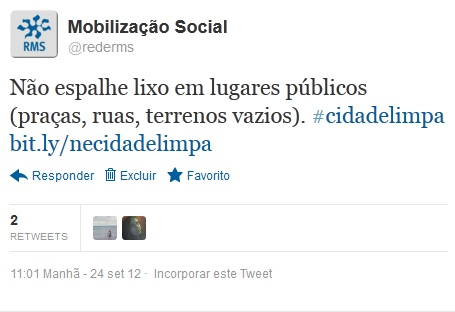 RMS
Mobilização Social
@rederms
Não espalhe lixo em lugares públicos
(praças, ruas, terrenos vazios). #cidadelimpa
bit.ly/necidadelimpa
Responder Excluir Favorito
2
RETWEETS
11:01 Manhã - 24 set 12 · Incorporar este Tweet